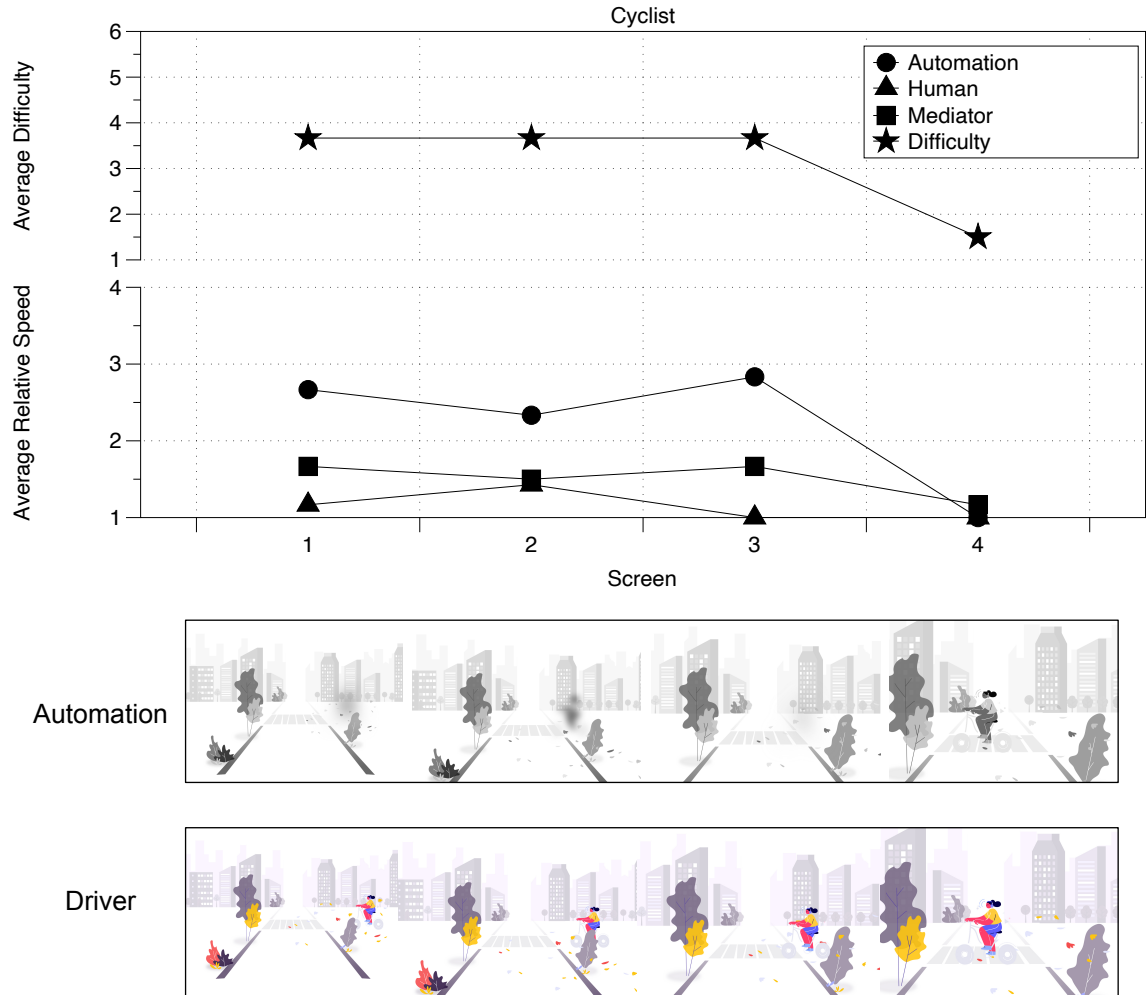 Cyclist
6
5
4
3
2
1
Average Difficulty
Automation
Human
Mediator
Difficulty
4
3
2
1
Average Relative Speed
1 2 3 4
Screen
Automation
Driver